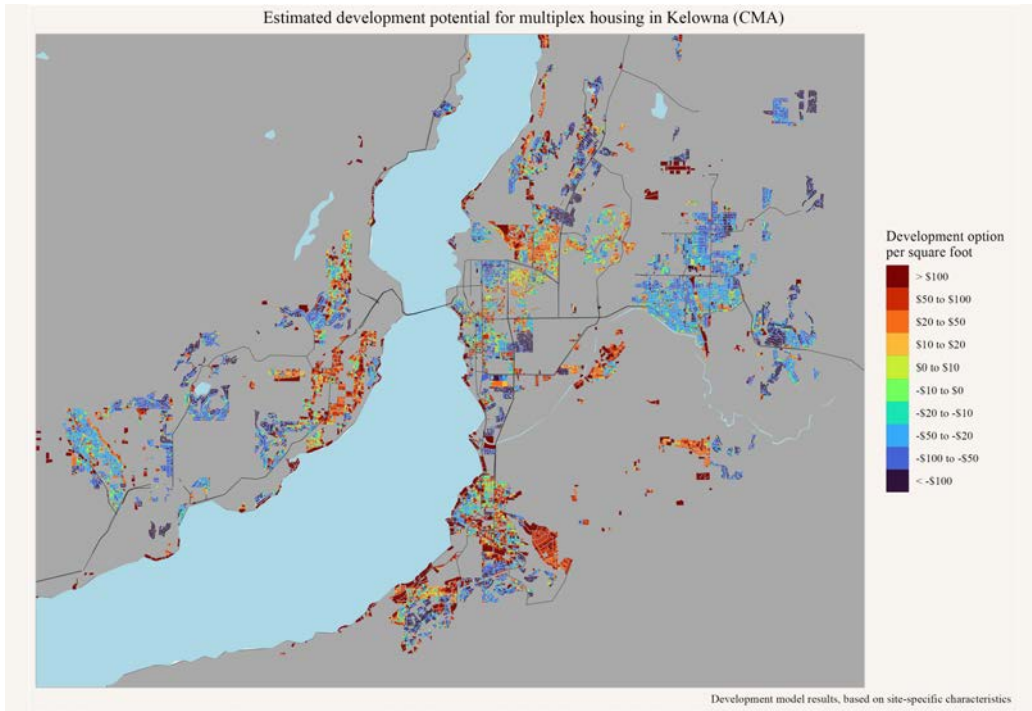 Estimated development potential for multiplex housing in Kelowna (CMA)
Development option
per square foot
> $100
$50 to $100
$20 to $50
$10 to $20
$0 to $10
-$10 to $0
-$20 to -$10
-$50 to -$20
-$100 to -$50
< -$100
Development model results, based on site-specific characteristics